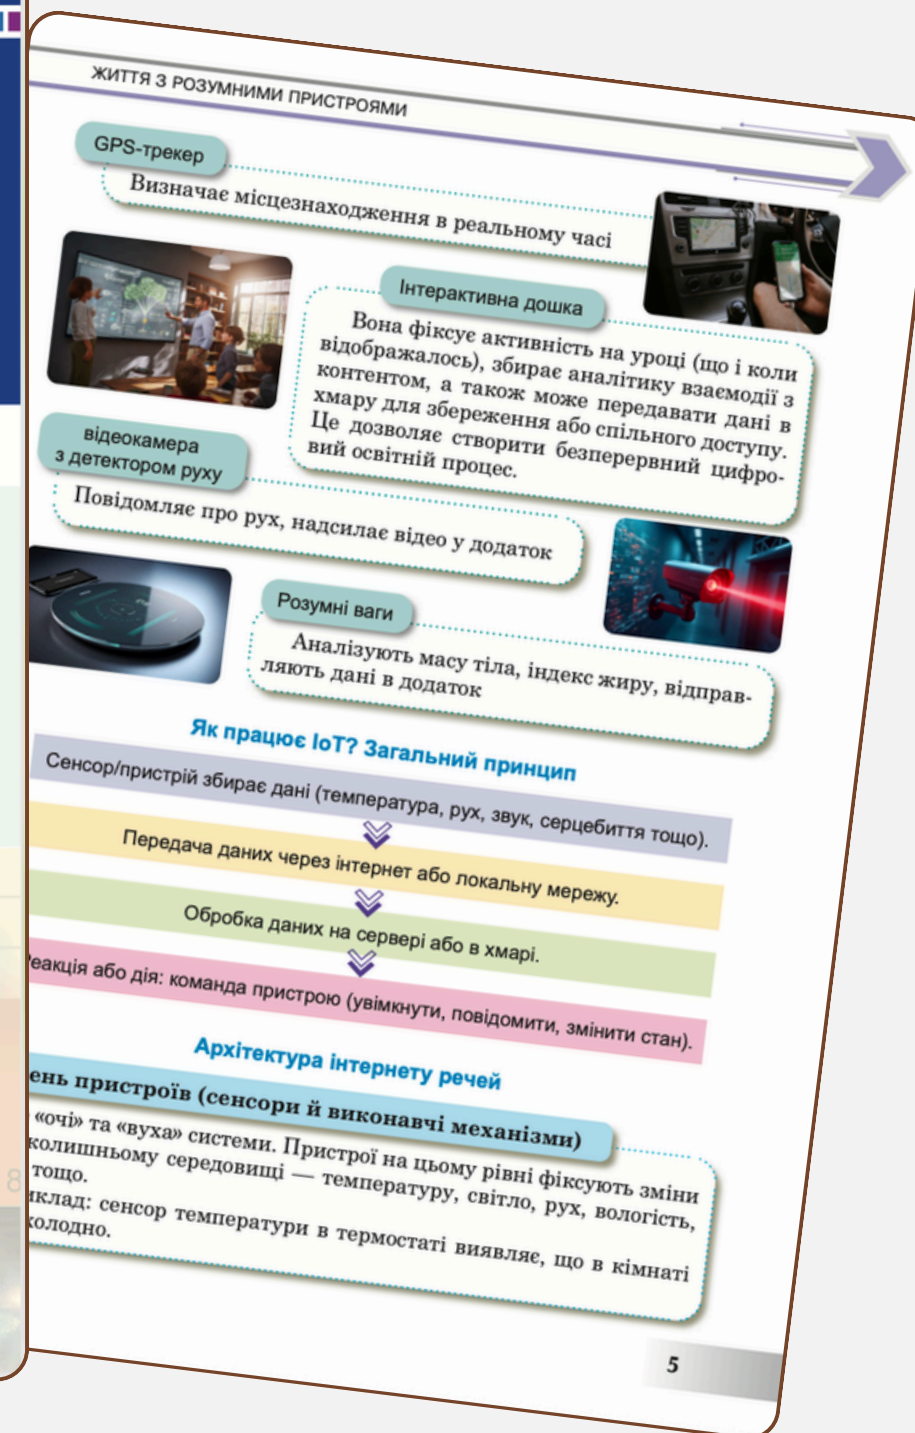 ЖИТТЯ З РОЗУМНИМИ ПРИСТРОЯМИ
GPS-трекер
Визначає місцезнаходження в реальному часі
Інтерактивна дошка
Вона фіксує активність на уроці (що і коли
відображалось), збирає аналітику взаємодії з
контентом, а також може передавати дані в
хмару для збереження або спільного доступу.
Це дозволяє створити безперервний цифро-
вий освітній процес.
відеокамера
з детектором руху
Повідомляє про рух, надсилає відео у додаток
Розумні ваги
Аналізують масу тіла, індекс жиру, відправ-
ляють дані в додаток
Як працює IoT? Загальний принцип
Сенсор/пристрій збирає дані (температура, рух, звук, серцебиття тощо).
Передача даних через інтернет або локальну мережу.
Обробка даних на сервері або в хмарі.
еакція або дія: команда пристрою (увімкнути, повідомити, змінити стан).
Архітектура інтернету речей
ень пристроїв (сенсори й виконавчі механізми)
«очі» та «вуха» системи. Пристрої на цьому рівні фіксують зміни
колишньому середовищі — температуру, світло, рух, вологість,
тощо.
иклад: сенсор температури в термостаті виявляє, що в кімнаті
холодно.
5
8